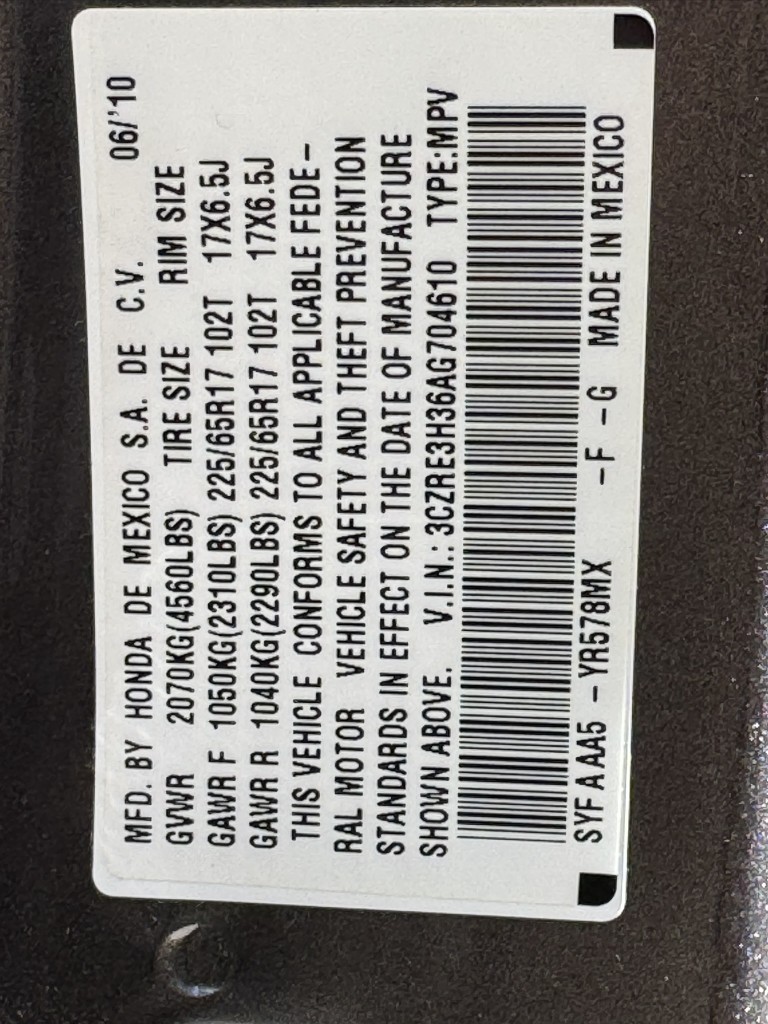 MFD. BY HONDA DE MEXICO S.A. DE C.V. 06/'10
GVWR 2070KG(4560LBS) TIRE SIZE RIM SIZE
GAWR F 1050KG(2310LBS) 225/65R17 102T 17X6.5J
GAWR R 1040KG(2290LBS) 225/65R17 102T 17X6.5J
THIS VEHICLE CONFORMS TO ALL APPLICABLE FEDE-
RAL MOTOR VEHICLE SAFETY AND THEFT PREVENTION
STANDARDS IN EFFECT ON THE DATE OF MANUFACTURE
SHOWN ABOVE. V.I.N.: 3CZRE3H36AG704610 TYPE:MPV
SYF A AA5 - YR578MX -F -G MADE IN MEXICO